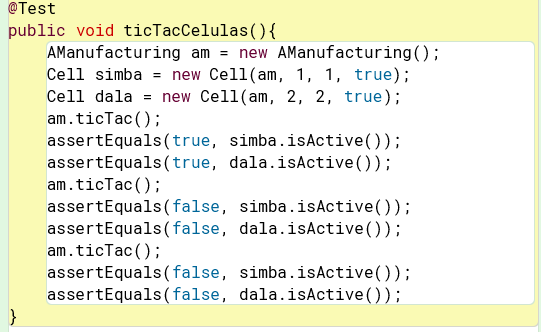 @Test
public void ticTacCelulas(){
    AManufacturing am = new AManufacturing();
    Cell simba = new Cell(am, 1, 1, true);
    Cell dala = new Cell(am, 2, 2, true);
    am.ticTac();
    assertEquals(true, simba.isActive());
    assertEquals(true, dala.isActive());
    am.ticTac();
    assertEquals(false, simba.isActive());
    assertEquals(false, dala.isActive());
    am.ticTac();
    assertEquals(false, simba.isActive());
    assertEquals(false, dala.isActive());
}